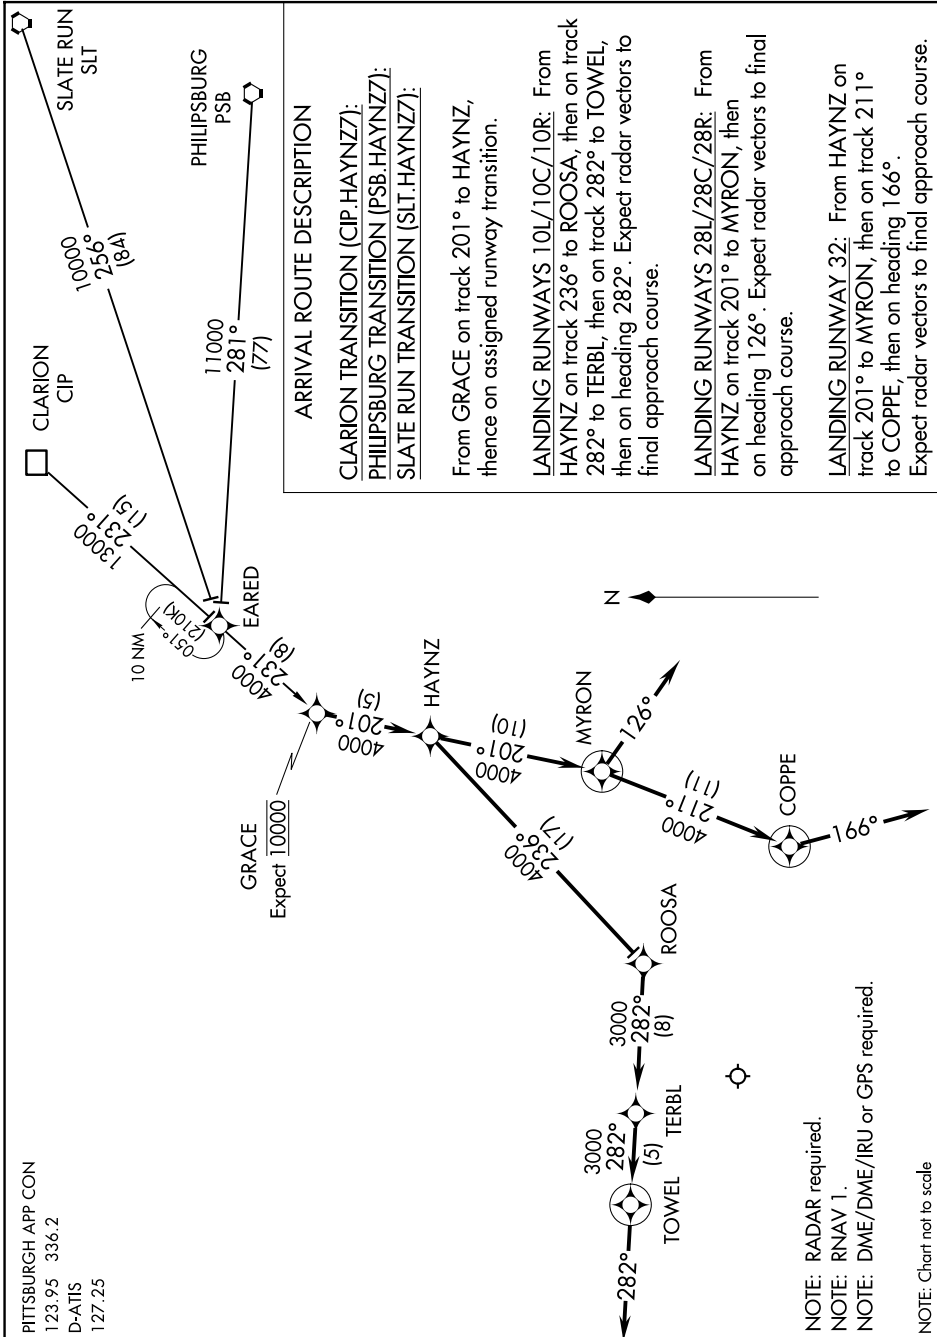 PITTSBURGH APP CON
123.95 336.2
D-ATIS
127.25
SLATE RUN
SLT
PHILIPSBURG
PSB
CLARION
CIP
10000
256°
(84)
11000
281°
(77)
13000
231°
(15)
10 NM
051°
(210K)
EARED
4000
231°
(8)
GRACE
Expect 10000
4000
201°
(5)
HAYNZ
4000
201°
(10)
MYRON
126°
4000
211°
(11)
COPPE
166°
4000
236°
(17)
ROOSA
3000
282°
(8)
TERBL
3000
282°
(5)
TOWEL
282°
N
ARRIVAL ROUTE DESCRIPTION
CLARION TRANSITION (CIP.HAYNZ7):
PHILIPSBURG TRANSITION (PSB.HAYNZ7):
SLATE RUN TRANSITION (SLT.HAYNZ7):
From GRACE on track 201° to HAYNZ,
thence on assigned runway transition.
LANDING RUNWAYS 10L/10C/10R: From
HAYNZ on track 236° to ROOSA, then on track
282° to TERBL, then on track 282° to TOWEL,
then on heading 282°. Expect radar vectors to
final approach course.
LANDING RUNWAYS 28L/28C/28R: From
HAYNZ on track 201° to MYRON, then
on heading 126°. Expect radar vectors to final
approach course.
LANDING RUNWAY 32: From HAYNZ on
track 201° to MYRON, then on track 211°
to COPPE, then on heading 166°.
Expect radar vectors to final approach course.
NOTE: RADAR required.
NOTE: RNAV 1.
NOTE: DME/DME/IRU or GPS required.
NOTE: Chart not to scale